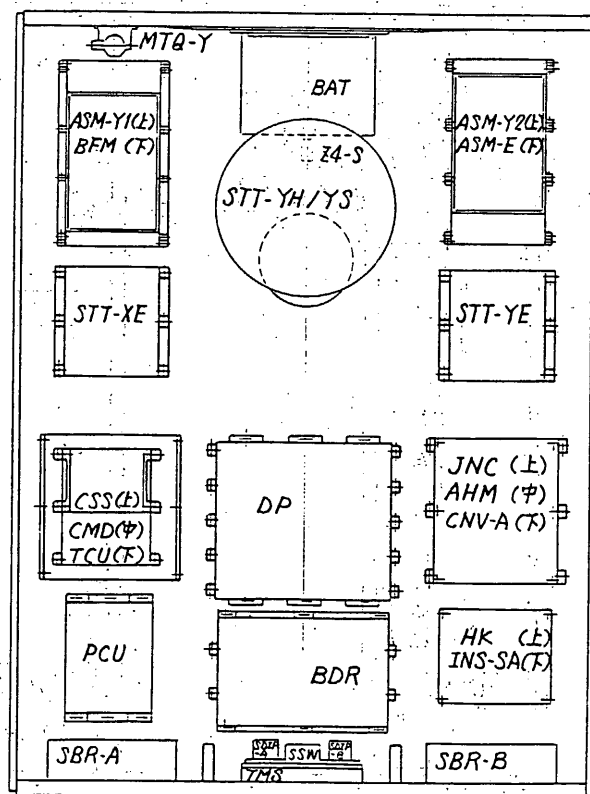 MTQ-Y
BAT
ASM-Y1(上)
BFM (下)
ASM-Y2(上)
ASM-E (下)
Z4-S
STT-YH/YS
STT-XE
STT-YE
CSS(上)
CMD(中)
TCU(下)
DP
JNC (上)
AHM (中)
CNV-A (下)
PCU
BDR
HK (上)
INS-SA(下)
SBR-A
SSW
TMS
SBR-B